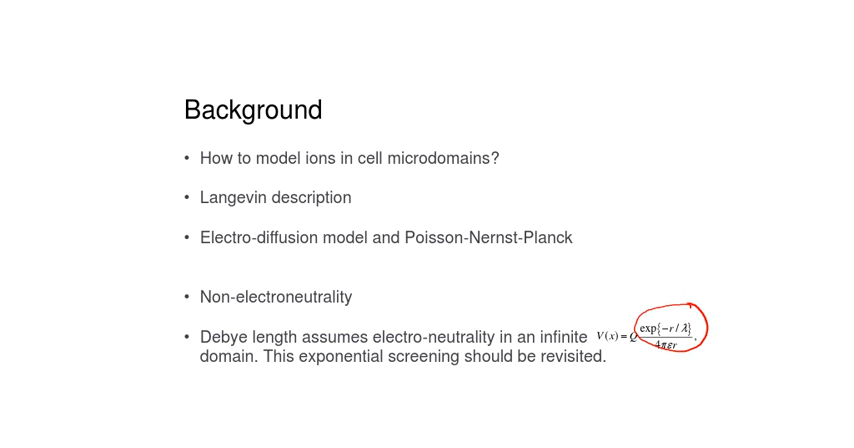 Background
• How to model ions in cell microdomains?
• Langevin description
• Electro-diffusion model and Poisson-Nernst-Planck
• Non-electroneutrality
• Debye length assumes electro-neutrality in an infinite V(x) = Q exp{−r/λ} / 4πεr ,
domain. This exponential screening should be revisited.